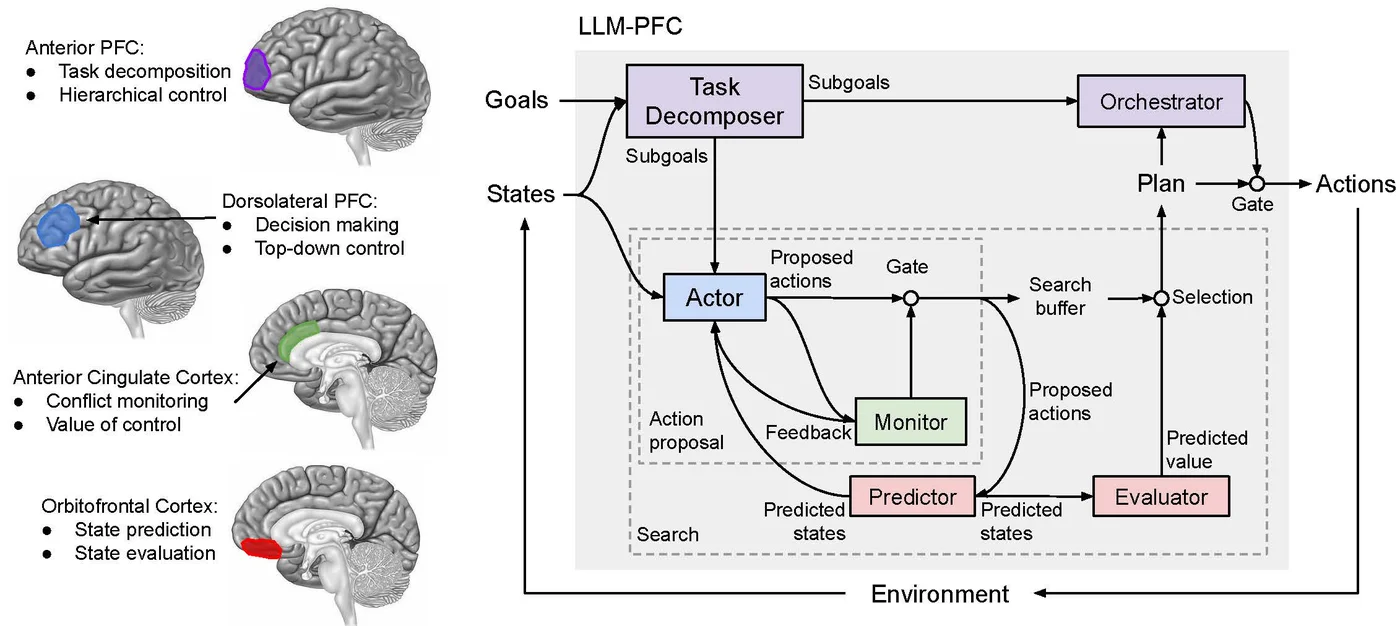 Anterior PFC:
● Task decomposition
● Hierarchical control
Dorsolateral PFC:
● Decision making
● Top-down control
Anterior Cingulate Cortex:
● Conflict monitoring
● Value of control
Orbitofrontal Cortex:
● State prediction
● State evaluation
LLM-PFC
Goals
States
Task
Decomposer
Subgoals
Subgoals
Orchestrator
Plan
Gate
Actions
Actor
Proposed
actions
Gate
Search
buffer
Selection
Monitor
Feedback
Action
proposal
Proposed
actions
Predicted
value
Predictor
Evaluator
Predicted
states
Predicted
states
Search
Environment